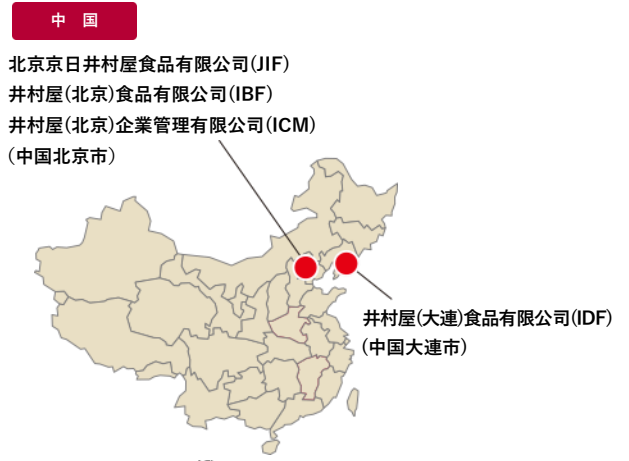 中 国
北京京日井村屋食品有限公司(JIF)
井村屋(北京)食品有限公司(IBF)
井村屋(北京)企業管理有限公司(ICM)
(中国北京市)
井村屋(大連)食品有限公司(IDF)
(中国大連市)